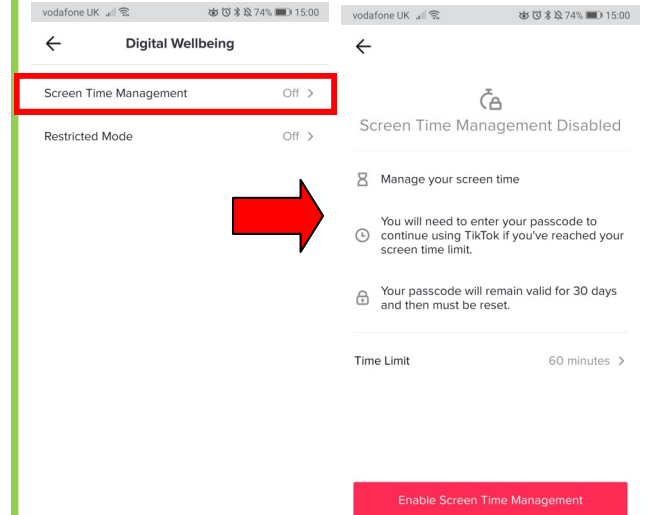 vodafone UK 74% 15:00
Digital Wellbeing
Screen Time Management Off >
Restricted Mode Off >
vodafone UK 74% 15:00
Screen Time Management Disabled
Manage your screen time
You will need to enter your passcode to
continue using TikTok if you've reached your
screen time limit.
Your passcode will remain valid for 30 days
and then must be reset.
Time Limit 60 minutes >
Enable Screen Time Management